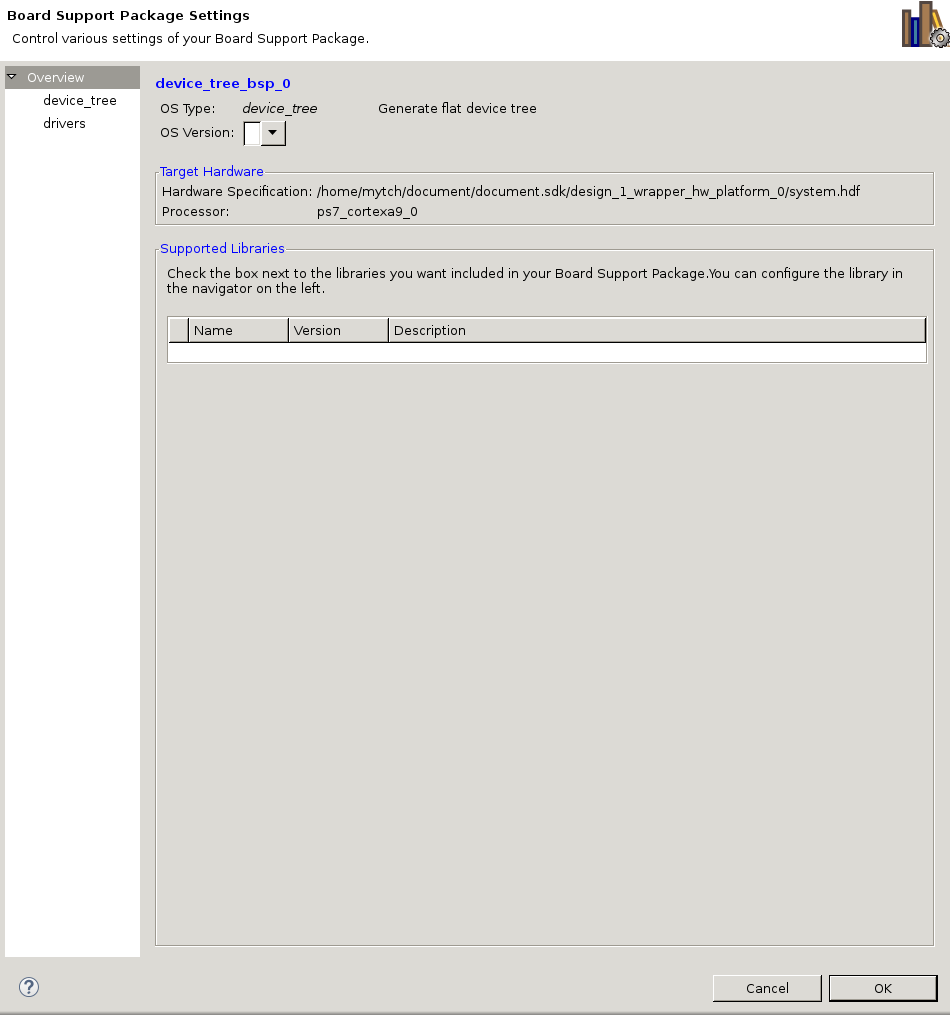 Board Support Package Settings
Control various settings of your Board Support Package.
Overview
device_tree
drivers
device_tree_bsp_0
OS Type: device_tree Generate flat device tree
OS Version:
Target Hardware
Hardware Specification: /home/mytch/document/document.sdk/design_1_wrapper_hw_platform_0/system.hdf
Processor: ps7_cortexa9_0
Supported Libraries
Check the box next to the libraries you want included in your Board Support Package.You can configure the library in
the navigator on the left.
Name Version Description
?
Cancel OK